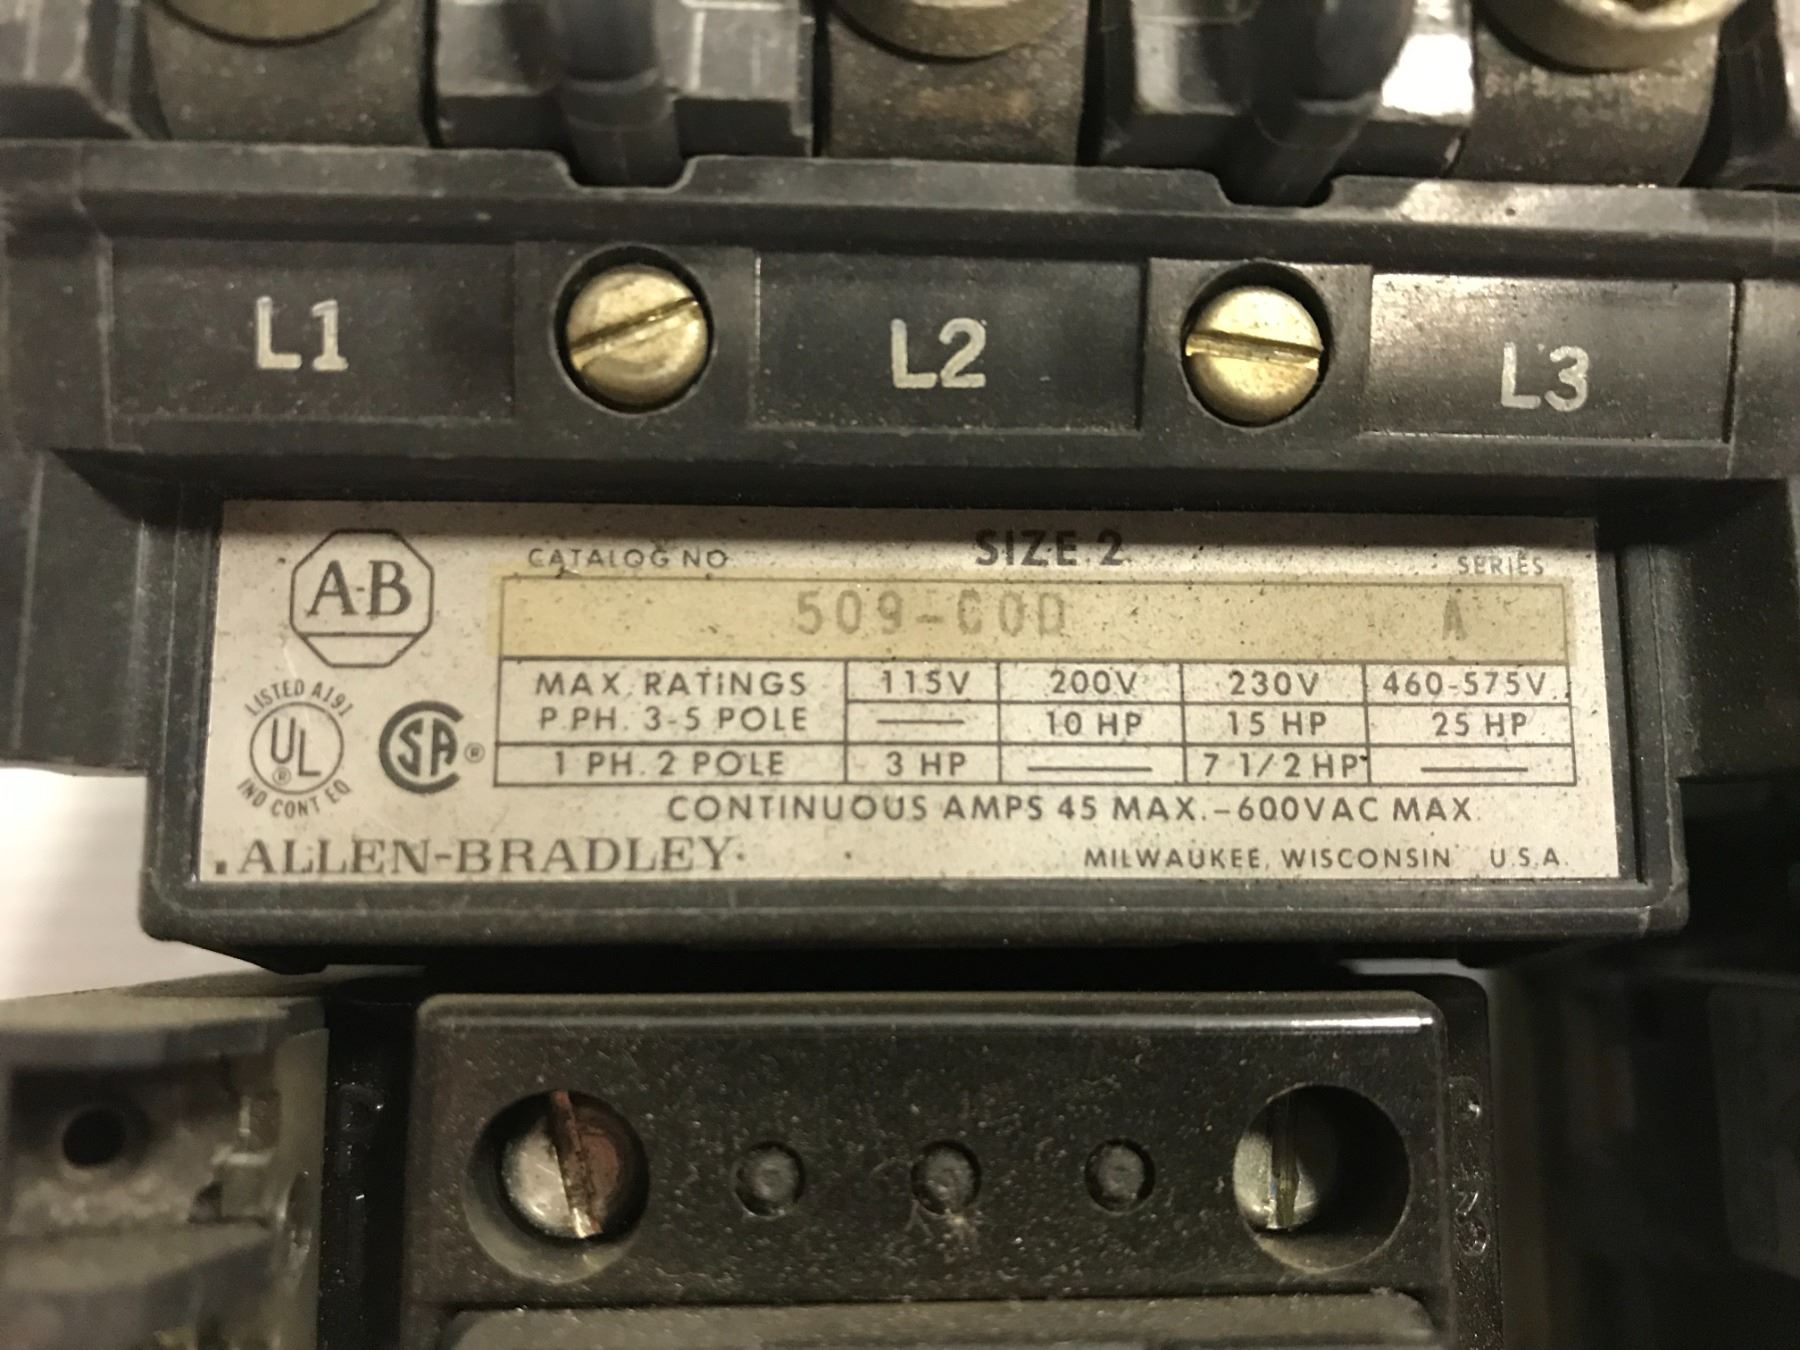 L1 L2 L3
A-B
CATALOG NO SIZE 2 SERIES
509-COD A
MAX. RATINGS 115V 200V 230V 460-575V
P.PH. 3-5 POLE 10 HP 15 HP 25 HP
1 PH. 2 POLE 3 HP 7 1/2 HP
LISTED A191
UL ®
IND CONT EQ
SA ®
CONTINUOUS AMPS 45 MAX.-600VAC MAX.
ALLEN-BRADLEY MILWAUKEE, WISCONSIN U.S.A.